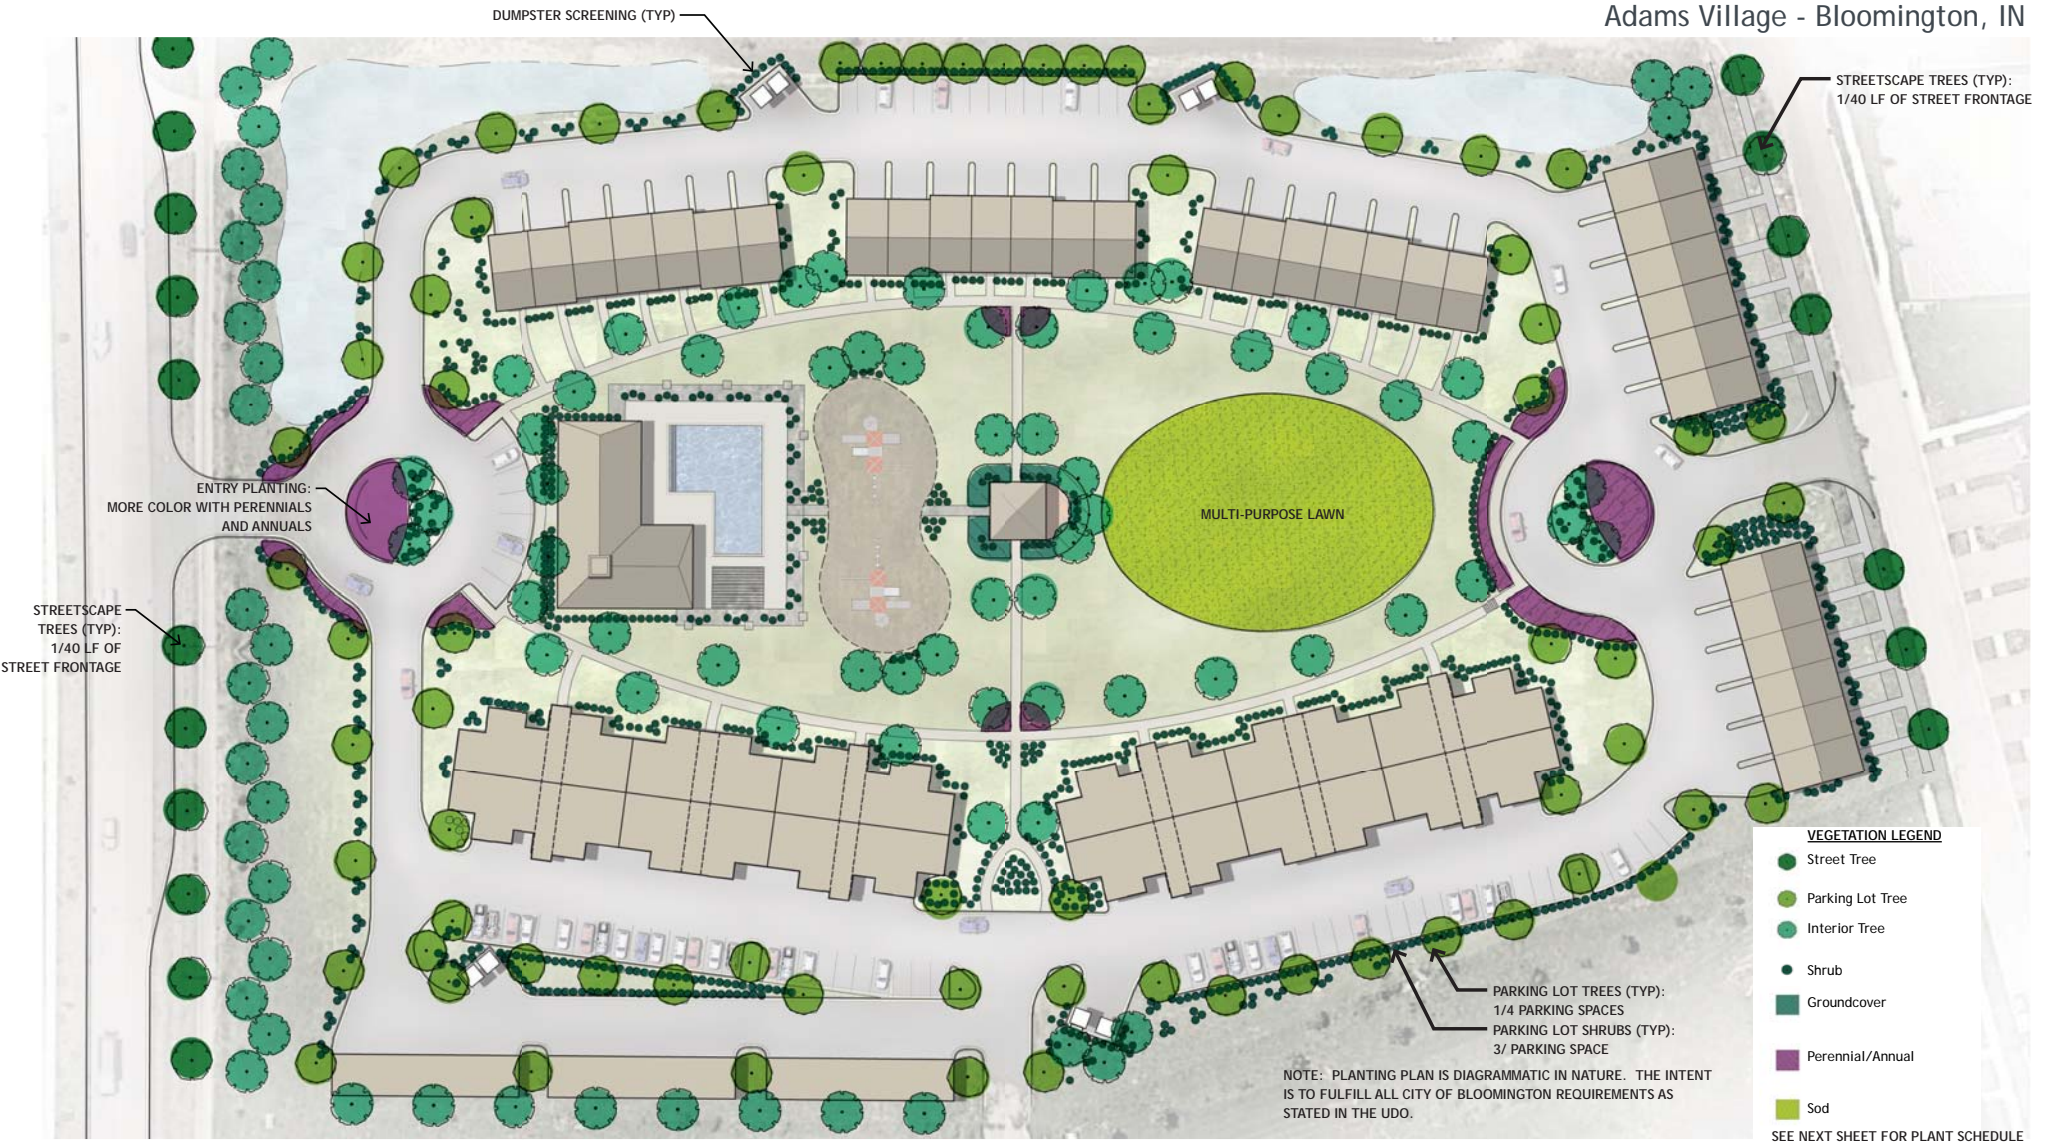 Adams Village - Bloomington, IN
DUMPSTER SCREENING (TYP)
STREETSCAPE TREES (TYP):
1/40 LF OF STREET FRONTAGE
ENTRY PLANTING:
MORE COLOR WITH PERENNIALS
AND ANNUALS
MULTI-PURPOSE LAWN
STREETSCAPE
TREES (TYP):
1/40 LF OF
STREET FRONTAGE
VEGETATION LEGEND
Street Tree
Parking Lot Tree
Interior Tree
Shrub
Groundcover
Perennial/Annual
Sod
SEE NEXT SHEET FOR PLANT SCHEDULE
PARKING LOT TREES (TYP):
1/4 PARKING SPACES
PARKING LOT SHRUBS (TYP):
3/ PARKING SPACE
NOTE: PLANTING PLAN IS DIAGRAMMATIC IN NATURE. THE INTENT
IS TO FULFILL ALL CITY OF BLOOMINGTON REQUIREMENTS AS
STATED IN THE UDO.